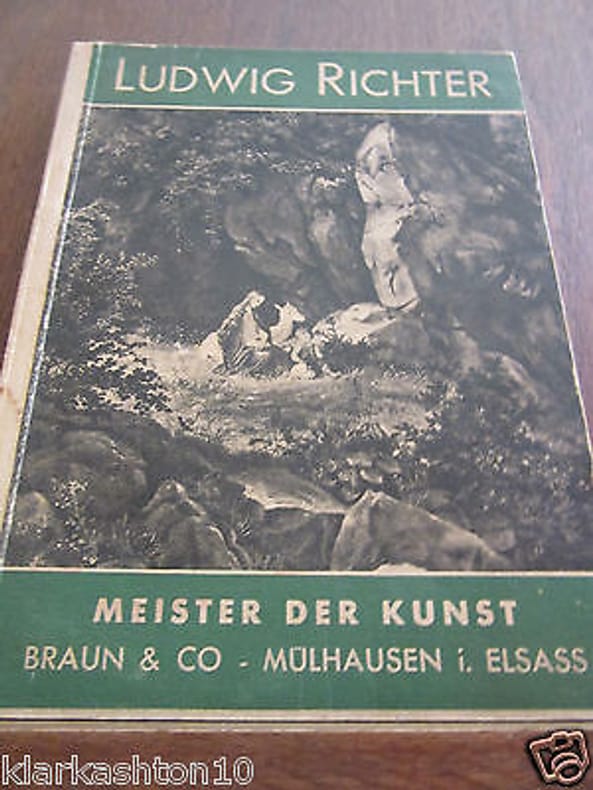 LUDWIG RICHTER
MEISTER DER KUNST
BRAUN & CO - MÜLHAUSEN i. ELSASS
klarkashton10